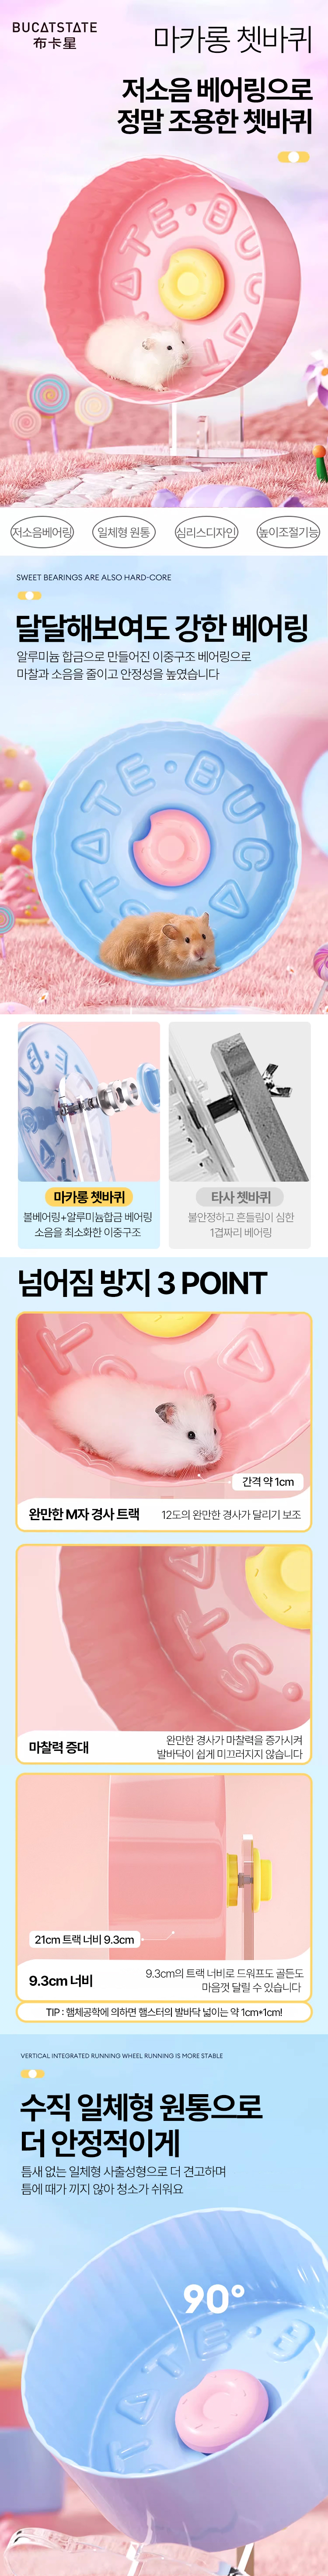 BUCATSTATE
布卡星
마카롱 쳇바퀴
저소음 베어링으로
정말 조용한 쳇바퀴
ATE·BUCAT
저소음베어링
일체형 원통
심리스디자인
높이조절기능
SWEET BEARINGS ARE ALSO HARD-CORE
달달해보여도 강한 베어링
알루미늄 합금으로 만들어진 이중구조 베어링으로
마찰과 소음을 줄이고 안정성을 높였습니다
TATE·BUCA
마카롱 쳇바퀴
볼베어링+알루미늄합금 베어링
소음을 최소화한 이중구조
타사 쳇바퀴
불안정하고 흔들림이 심한
1겹짜리 베어링
넘어짐 방지 3 POINT
간격 약 1cm
완만한 M자 경사 트랙
12도의 완만한 경사가 달리기 보조
마찰력 증대
완만한 경사가 마찰력을 증가시켜
발바닥이 쉽게 미끄러지지 않습니다
21cm 트랙 너비 9.3cm
9.3cm 너비
9.3cm의 트랙 너비로 드워프도 골든도
마음껏 달릴 수 있습니다
TIP : 햄체공학에 의하면 햄스터의 발바닥 넓이는 약 1cm*1cm!
VERTICAL INTEGRATED RUNNING WHEEL RUNNING IS MORE STABLE
수직 일체형 원통으로
더 안정적이게
틈새 없는 일체형 사출성형으로 더 견고하며
틈에 때가 끼지 않아 청소가 쉬워요
90°